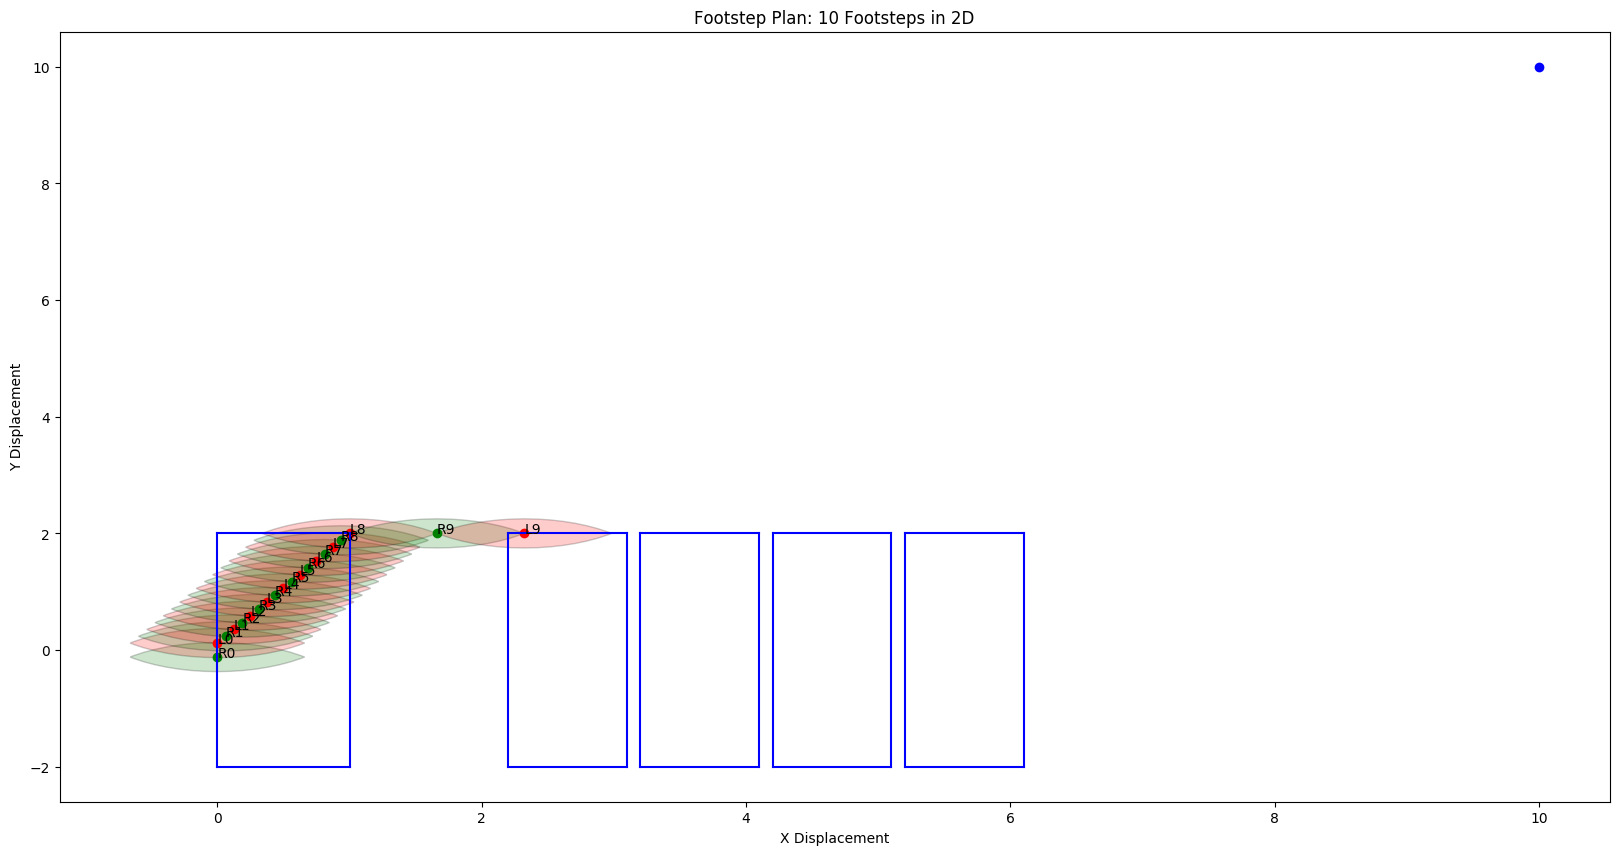 Footstep Plan: 10 Footsteps in 2D
10
8
6
4
2
0
−2
Y Displacement
L8
R9
L9
R8
L7
R7
L6
R6
L5
R5
L4
R4
L3
R3
L2
R2
L1
R1
L0
R0
0
2
4
6
8
10
X Displacement